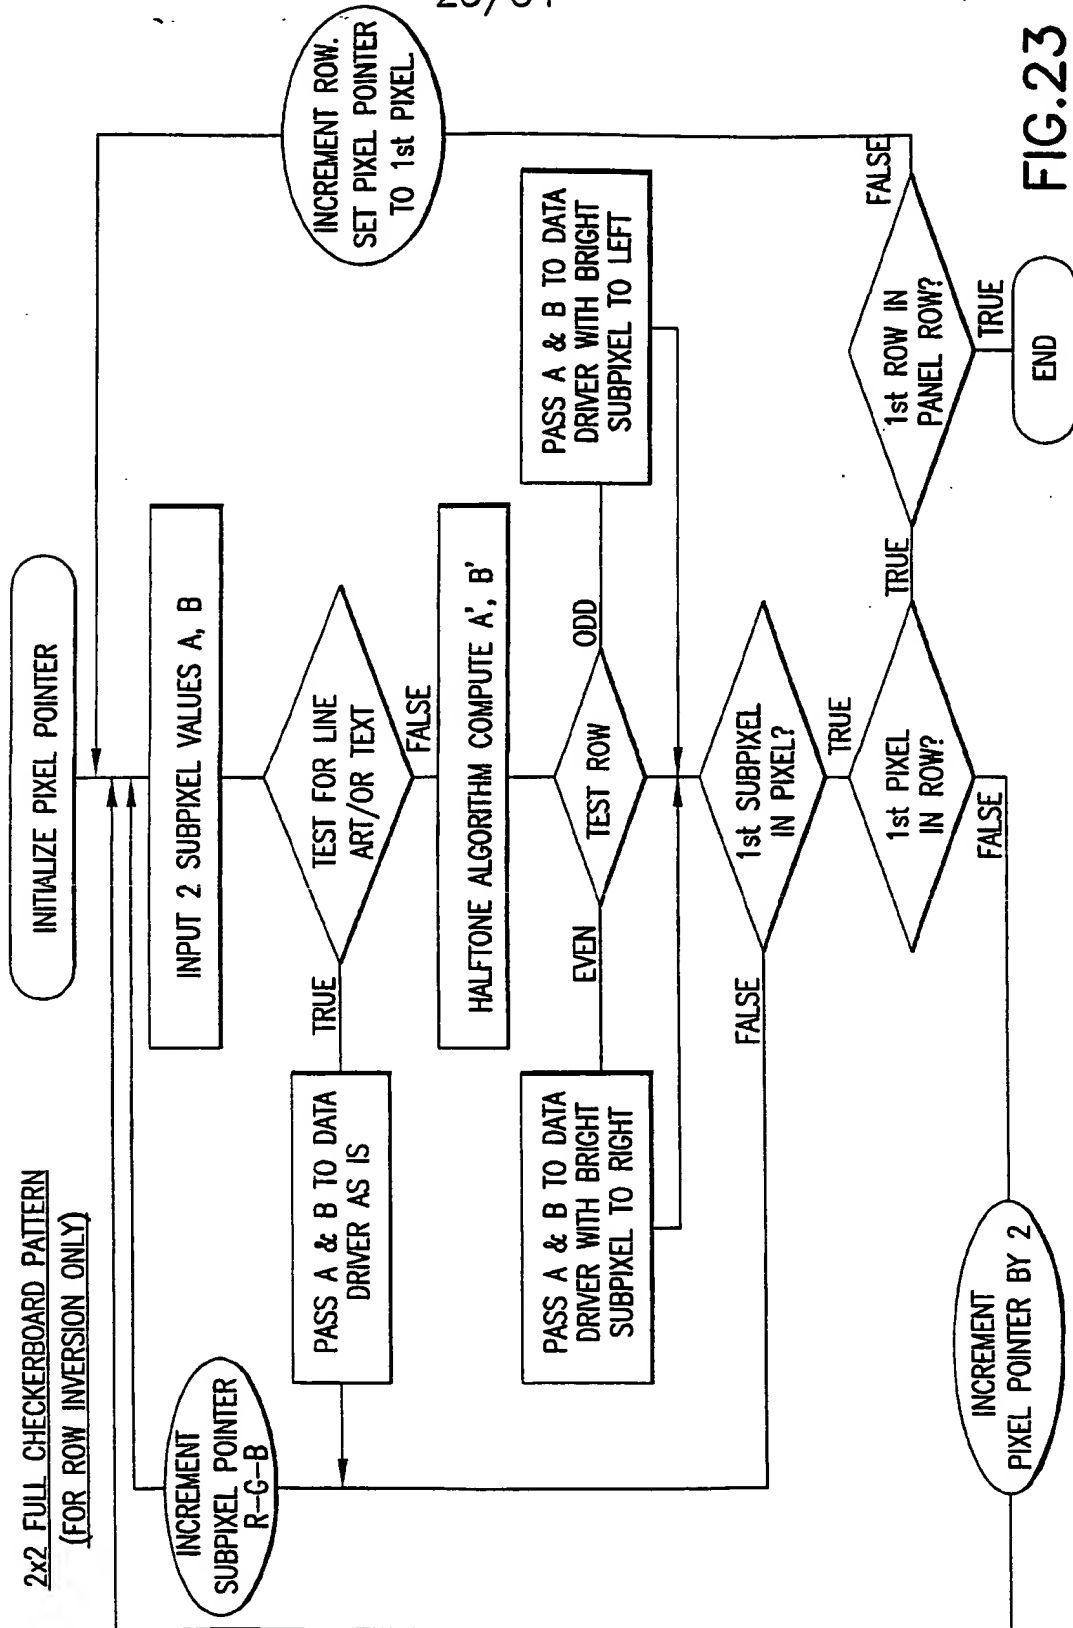 2x2 FULL CHECKERBOARD PATTERN
(FOR ROW INVERSION ONLY)
INITIALIZE PIXEL POINTER
INPUT 2 SUBPIXEL VALUES A, B
TEST FOR LINE
ART/OR TEXT
TRUE
FALSE
PASS A & B TO DATA
DRIVER AS IS
INCREMENT
SUBPIXEL POINTER
R-G-B
HALFTONE ALGORITHM COMPUTE A', B'
TEST ROW
EVEN
ODD
PASS A & B TO DATA
DRIVER WITH BRIGHT
SUBPIXEL TO RIGHT
PASS A & B TO DATA
DRIVER WITH BRIGHT
SUBPIXEL TO LEFT
1st SUBPIXEL
IN PIXEL?
FALSE
TRUE
1st PIXEL
IN ROW?
FALSE
TRUE
INCREMENT
PIXEL POINTER BY 2
1st ROW IN
PANEL ROW?
FALSE
TRUE
INCREMENT ROW.
SET PIXEL POINTER
TO 1st PIXEL.
END
FIG.23